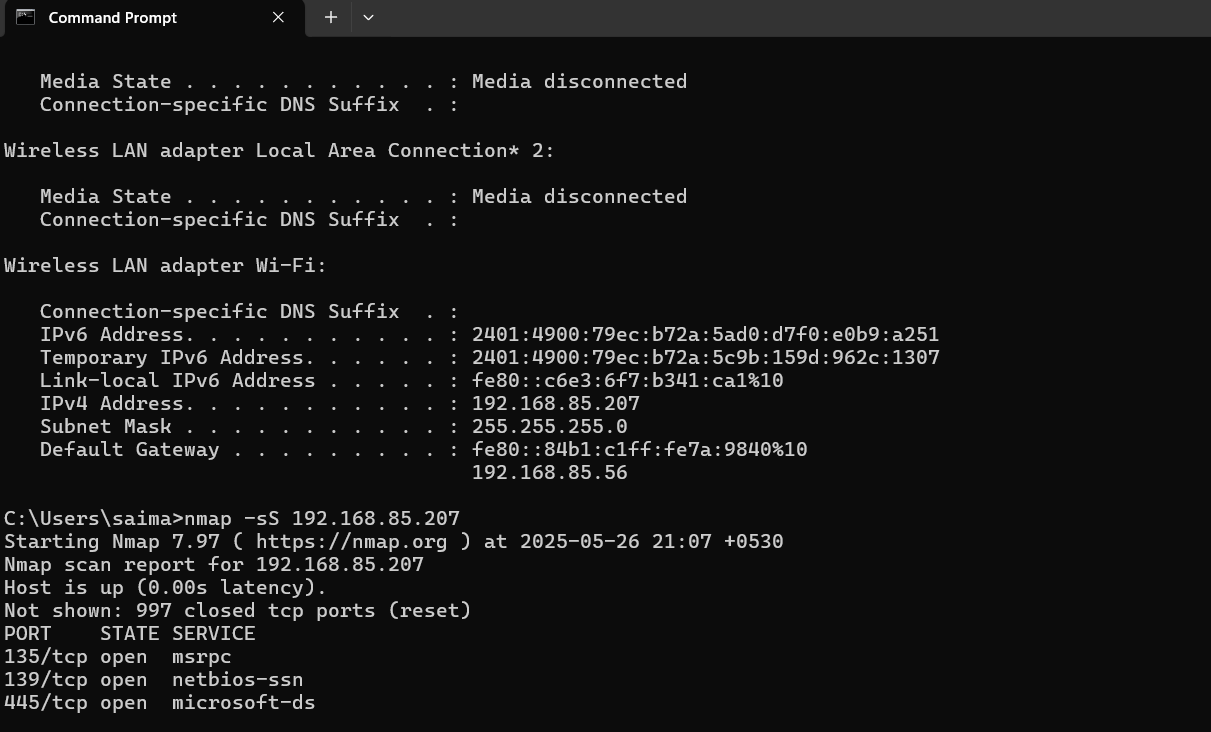 Command Prompt
Media State . . . . . . . . . . . : Media disconnected
Connection-specific DNS Suffix  . :
Wireless LAN adapter Local Area Connection* 2:
Media State . . . . . . . . . . . : Media disconnected
Connection-specific DNS Suffix  . :
Wireless LAN adapter Wi-Fi:
Connection-specific DNS Suffix  . :
IPv6 Address. . . . . . . . . . . : 2401:4900:79ec:b72a:5ad0:d7f0:e0b9:a251
Temporary IPv6 Address. . . . . . : 2401:4900:79ec:b72a:5c9b:159d:962c:1307
Link-local IPv6 Address . . . . . : fe80::c6e3:6f7:b341:ca1%10
IPv4 Address. . . . . . . . . . . : 192.168.85.207
Subnet Mask . . . . . . . . . . . : 255.255.255.0
Default Gateway . . . . . . . . . : fe80::84b1:c1ff:fe7a:9840%10
192.168.85.56
C:\Users\saima>nmap -sS 192.168.85.207
Starting Nmap 7.97 ( https://nmap.org ) at 2025-05-26 21:07 +0530
Nmap scan report for 192.168.85.207
Host is up (0.00s latency).
Not shown: 997 closed tcp ports (reset)
PORT    STATE SERVICE
135/tcp open  msrpc
139/tcp open  netbios-ssn
445/tcp open  microsoft-ds